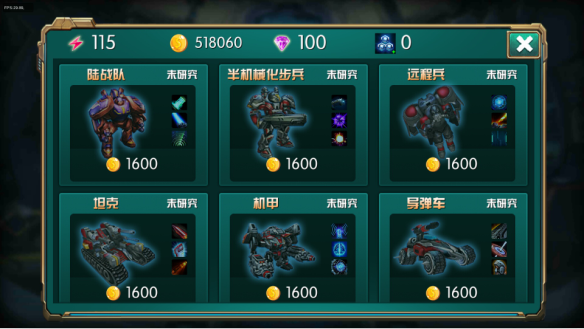 FPS:29.95
115
518060
100
0
陆战队 未研究
半机械化步兵 未研究
远程兵 未研究
1600
1600
1600
坦克 未研究
机甲 未研究
导弹车 未研究
1600
1600
1600